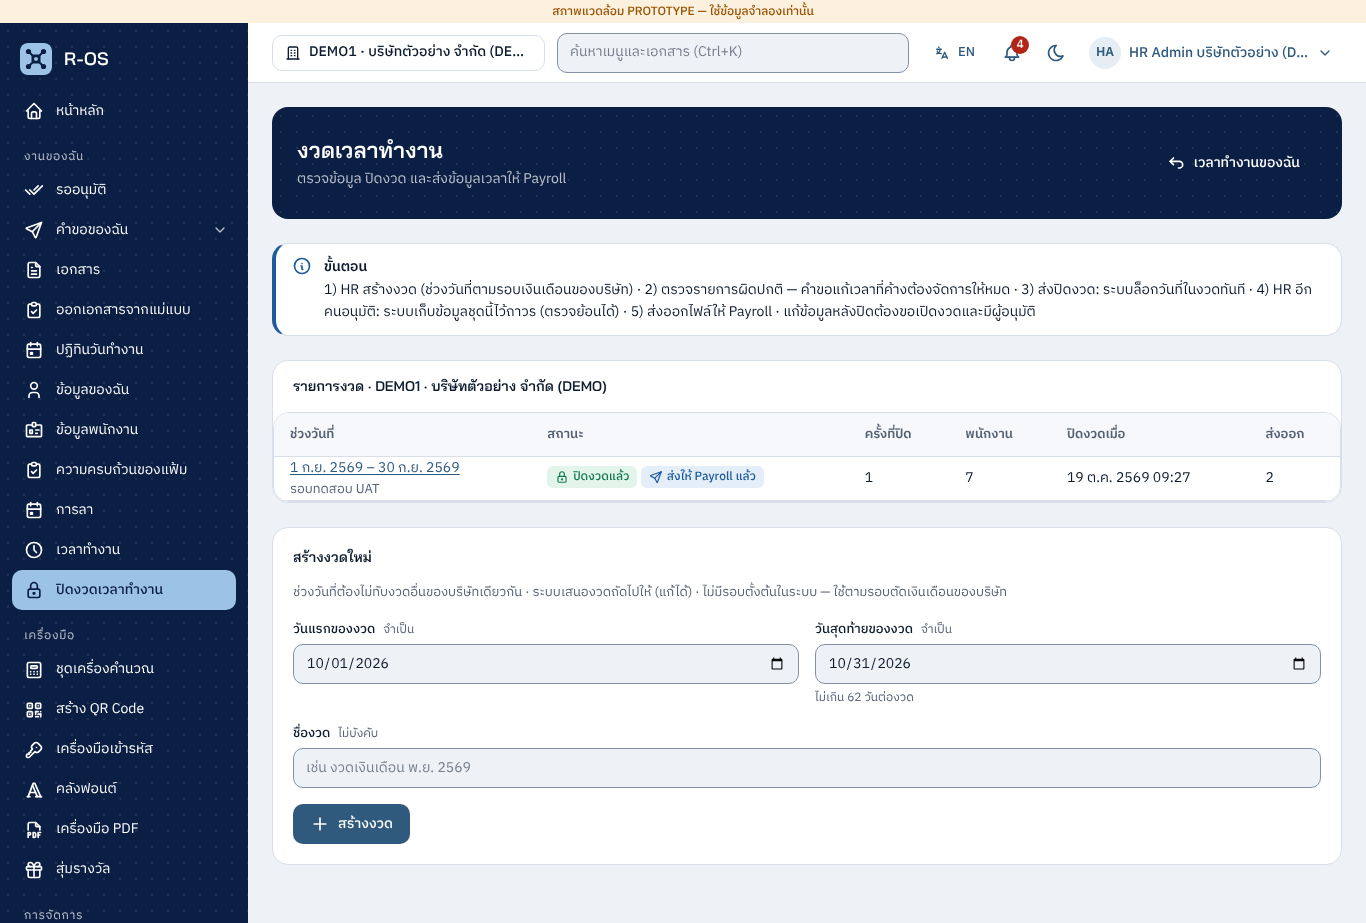 สภาพแวดล้อม PROTOTYPE — ใช้ข้อมูลจำลองเท่านั้น
R-OS
หน้าหลัก
งานของฉัน
รออนุมัติ
คำขอของฉัน
เอกสาร
ออกเอกสารจากแม่แบบ
ปฏิทินวันทำงาน
ข้อมูลของฉัน
ข้อมูลพนักงาน
ความครบถ้วนของแฟ้ม
การลา
เวลาทำงาน
ปิดงวดเวลาทำงาน
เครื่องมือ
ชุดเครื่องคำนวณ
สร้าง QR Code
เครื่องมือเข้ารหัส
คลังฟอนต์
เครื่องมือ PDF
สุ่มรางวัล
การจัดการ
DEMO1 · บริษัทตัวอย่าง จำกัด (DE...
ค้นหาเมนูและเอกสาร (Ctrl+K)
EN
4
HA
HR Admin บริษัทตัวอย่าง (D...
งวดเวลาทำงาน
ตรวจข้อมูล ปิดงวด และส่งข้อมูลเวลาให้ Payroll
เวลาทำงานของฉัน
ขั้นตอน
1) HR สร้างงวด (ช่วงวันที่ตามรอบเงินเดือนของบริษัท) · 2) ตรวจรายการผิดปกติ — คำขอแก้เวลาที่ค้างต้องจัดการให้หมด · 3) ส่งปิดงวด: ระบบล็อกวันที่ในงวดทันที · 4) HR อีก
คนอนุมัติ: ระบบเก็บข้อมูลชุดนี้ไว้ถาวร (ตรวจย้อนได้) · 5) ส่งออกไฟล์ให้ Payroll · แก้ข้อมูลหลังปิดต้องขอเปิดงวดและมีผู้อนุมัติ
รายการงวด · DEMO1 · บริษัทตัวอย่าง จำกัด (DEMO)
ช่วงวันที่ สถานะ ครั้งที่ปิด พนักงาน ปิดงวดเมื่อ ส่งออก
1 ก.ย. 2569 – 30 ก.ย. 2569 ปิดงวดแล้ว ส่งให้ Payroll แล้ว 1 7 19 ต.ค. 2569 09:27 2
รอบทดสอบ UAT
สร้างงวดใหม่
ช่วงวันที่ต้องไม่ทับงวดอื่นของบริษัทเดียวกัน · ระบบเสนองวดถัดไปให้ (แก้ได้) · ไม่มีรอบตั้งต้นในระบบ — ใช้ตามรอบตัดเงินเดือนของบริษัท
วันแรกของงวด จำเป็น
10/01/2026
วันสุดท้ายของงวด จำเป็น
10/31/2026
ไม่เกิน 62 วันต่องวด
ชื่องวด ไม่บังคับ
เช่น งวดเงินเดือน พ.ย. 2569
สร้างงวด